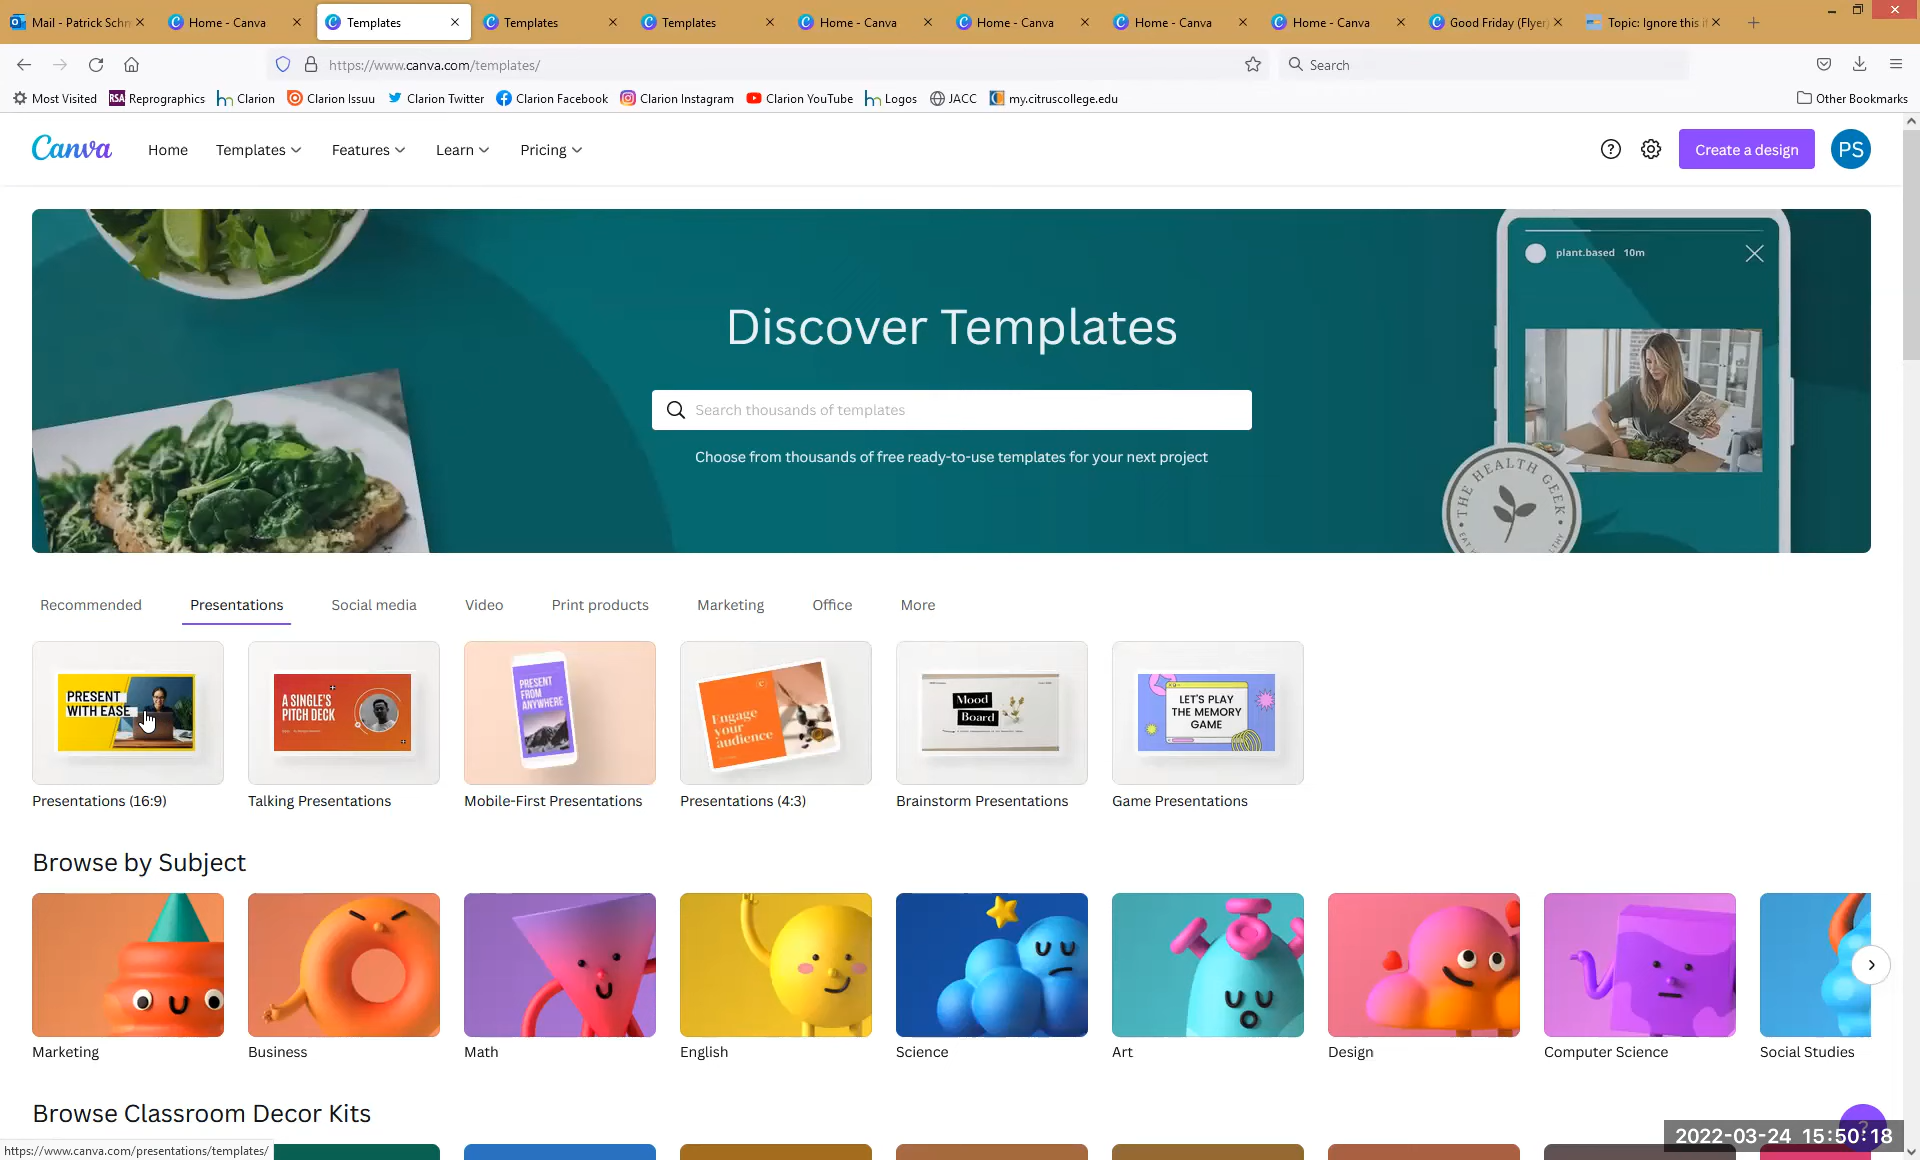 Mail - Patrick Schm
Home - Canva
Templates
Templates
Templates
Home - Canva
Home - Canva
Home - Canva
Home - Canva
Good Friday (Flyer)
Topic: Ignore this i
https://www.canva.com/templates/
Search
Most Visited
RSA Reprographics
Clarion
Clarion Issuu
Clarion Twitter
Clarion Facebook
Clarion Instagram
Clarion YouTube
Logos
JACC
my.citruscollege.edu
Other Bookmarks
Canva
Home
Templates
Features
Learn
Pricing
Create a design
PS
plant.based 10m
Discover Templates
Search thousands of templates
Choose from thousands of free ready-to-use templates for your next project
THE HEALTH GEEK
Recommended
Presentations
Social media
Video
Print products
Marketing
Office
More
PRESENT
WITH EASE
A SINGLE'S
PITCH DECK
PRESENT
FROM
ANYWHERE
Engage
your
audience
Mood
Board
LET'S PLAY
THE MEMORY
GAME
Presentations (16:9)
Talking Presentations
Mobile-First Presentations
Presentations (4:3)
Brainstorm Presentations
Game Presentations
Browse by Subject
Marketing
Business
Math
English
Science
Art
Design
Computer Science
Social Studies
Browse Classroom Decor Kits
https://www.canva.com/presentations/templates/
2022-03-24 15:50:18